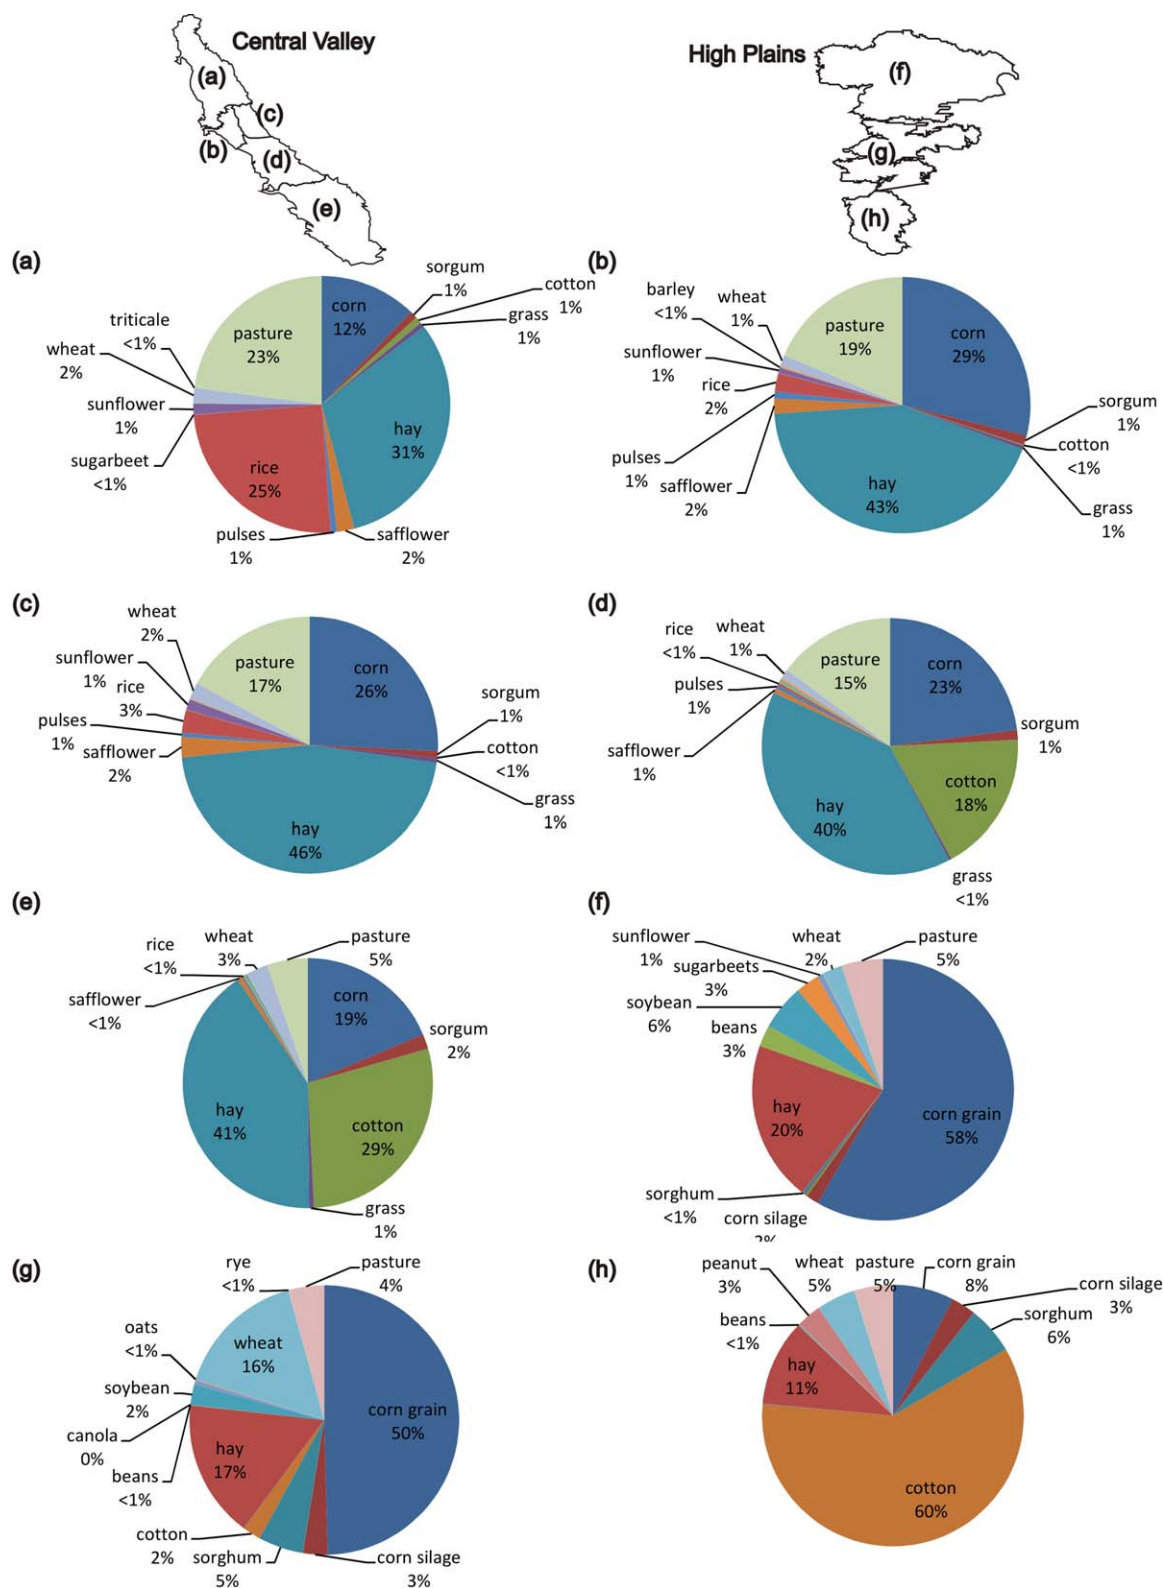 Central Valley
High Plains
(a)
(b)
(c)
(d)
(e)
(f)
(g)
(h)
(a)
corn
12%
sorgum
1%
cotton
1%
grass
1%
hay
31%
safflower
2%
pulses
1%
rice
25%
sugarbeet
<1%
sunflower
1%
wheat
2%
triticale
<1%
pasture
23%
(b)
corn
29%
sorgum
1%
cotton
<1%
grass
1%
hay
43%
safflower
2%
pulses
1%
rice
2%
sunflower
1%
barley
<1%
wheat
1%
pasture
19%
(c)
corn
26%
sorgum
1%
cotton
<1%
grass
1%
hay
46%
safflower
2%
pulses
1%
rice
3%
sunflower
1%
wheat
2%
pasture
17%
(d)
corn
23%
sorgum
1%
cotton
18%
grass
<1%
hay
40%
safflower
1%
pulses
1%
rice
<1%
wheat
1%
pasture
15%
(e)
corn
19%
sorgum
2%
cotton
29%
grass
1%
hay
41%
safflower
<1%
rice
<1%
wheat
3%
pasture
5%
(f)
corn grain
58%
corn silage
sorghum
<1%
hay
20%
beans
3%
soybean
6%
sugarbeets
3%
sunflower
1%
wheat
2%
pasture
5%
(g)
corn grain
50%
corn silage
3%
sorghum
5%
cotton
2%
hay
17%
beans
<1%
canola
0%
soybean
2%
oats
<1%
wheat
16%
rye
<1%
pasture
4%
(h)
corn grain
8%
corn silage
3%
sorghum
6%
cotton
60%
hay
11%
beans
<1%
peanut
3%
wheat
5%
pasture
5%